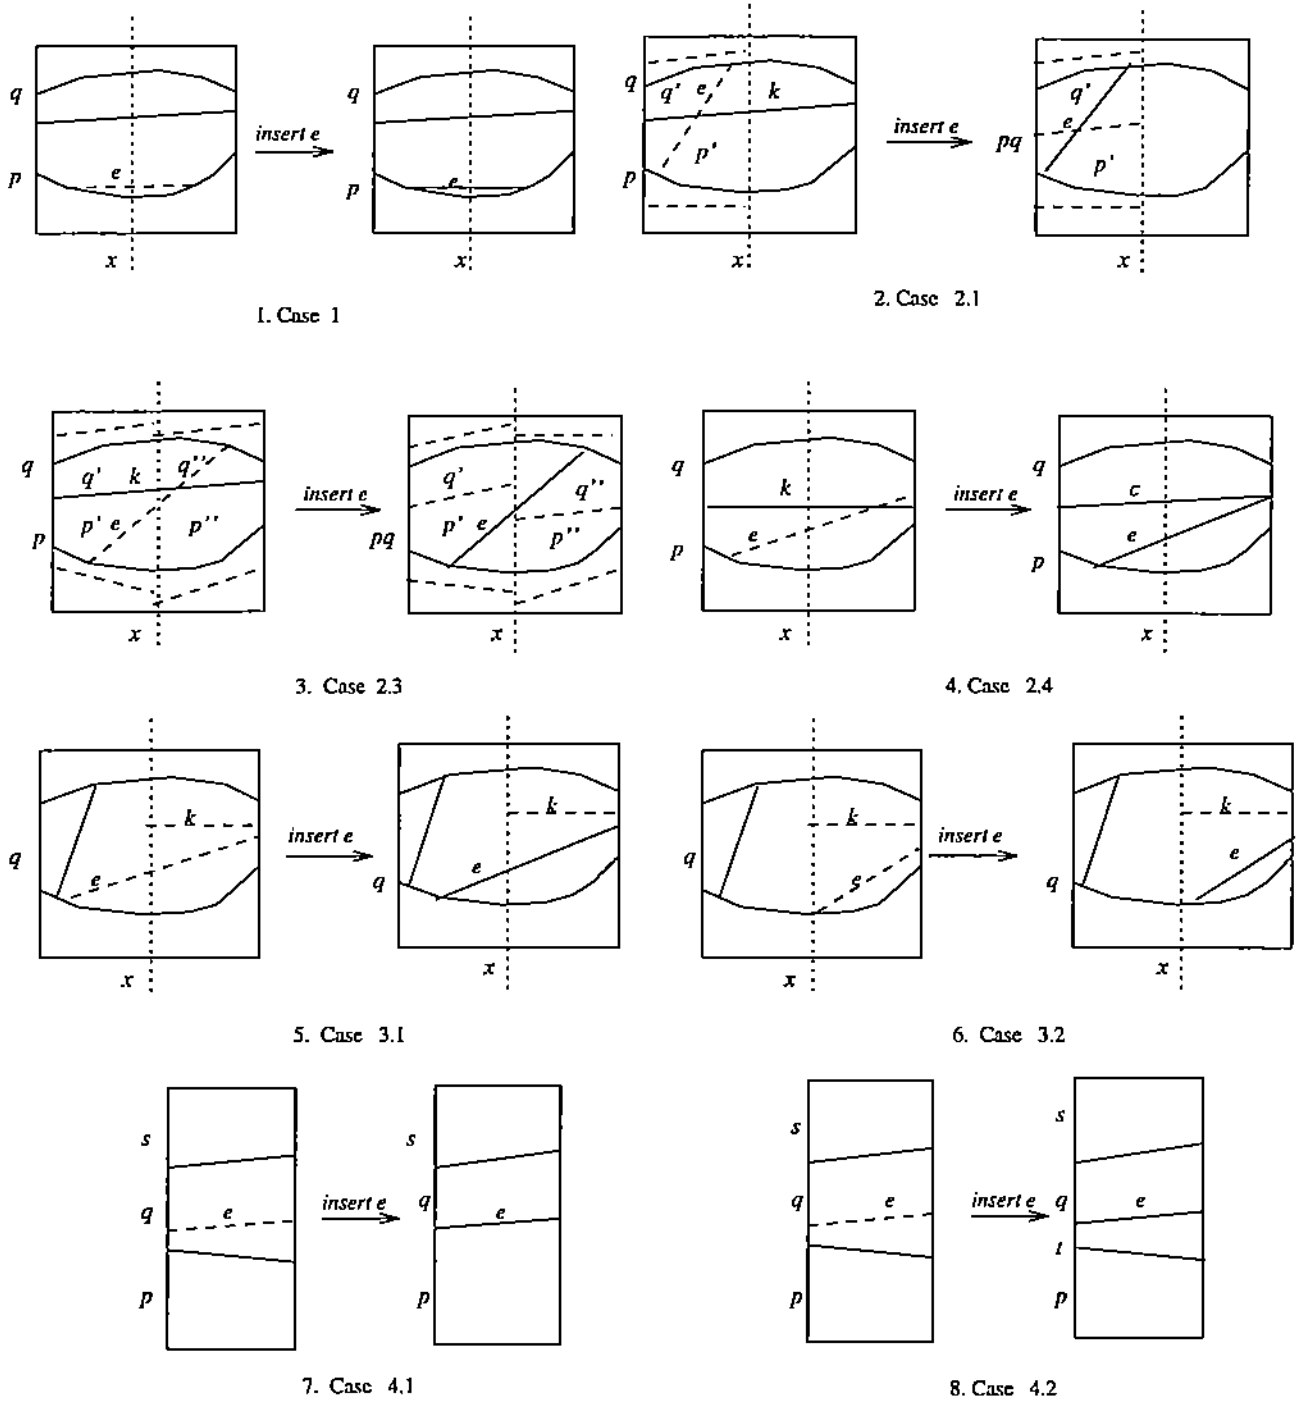 q q q' e k q'
insert e insert e e
p e p e p' pq p'
p
x x x x
1. Case 1
2. Case 2.1
q q' k q'' q' q'' q k q c
insert e insert e
p p' e p'' pq p' e p'' p e p e
x x x x
3. Case 2.3
4. Case 2.4
k k k k
insert e insert e
q e q e q e q e
x x x x
5. Case 3.1
6. Case 3.2
s s s s
q e insert e q e q e insert e q e
t
p p p p
7. Case 4.1
8. Case 4.2